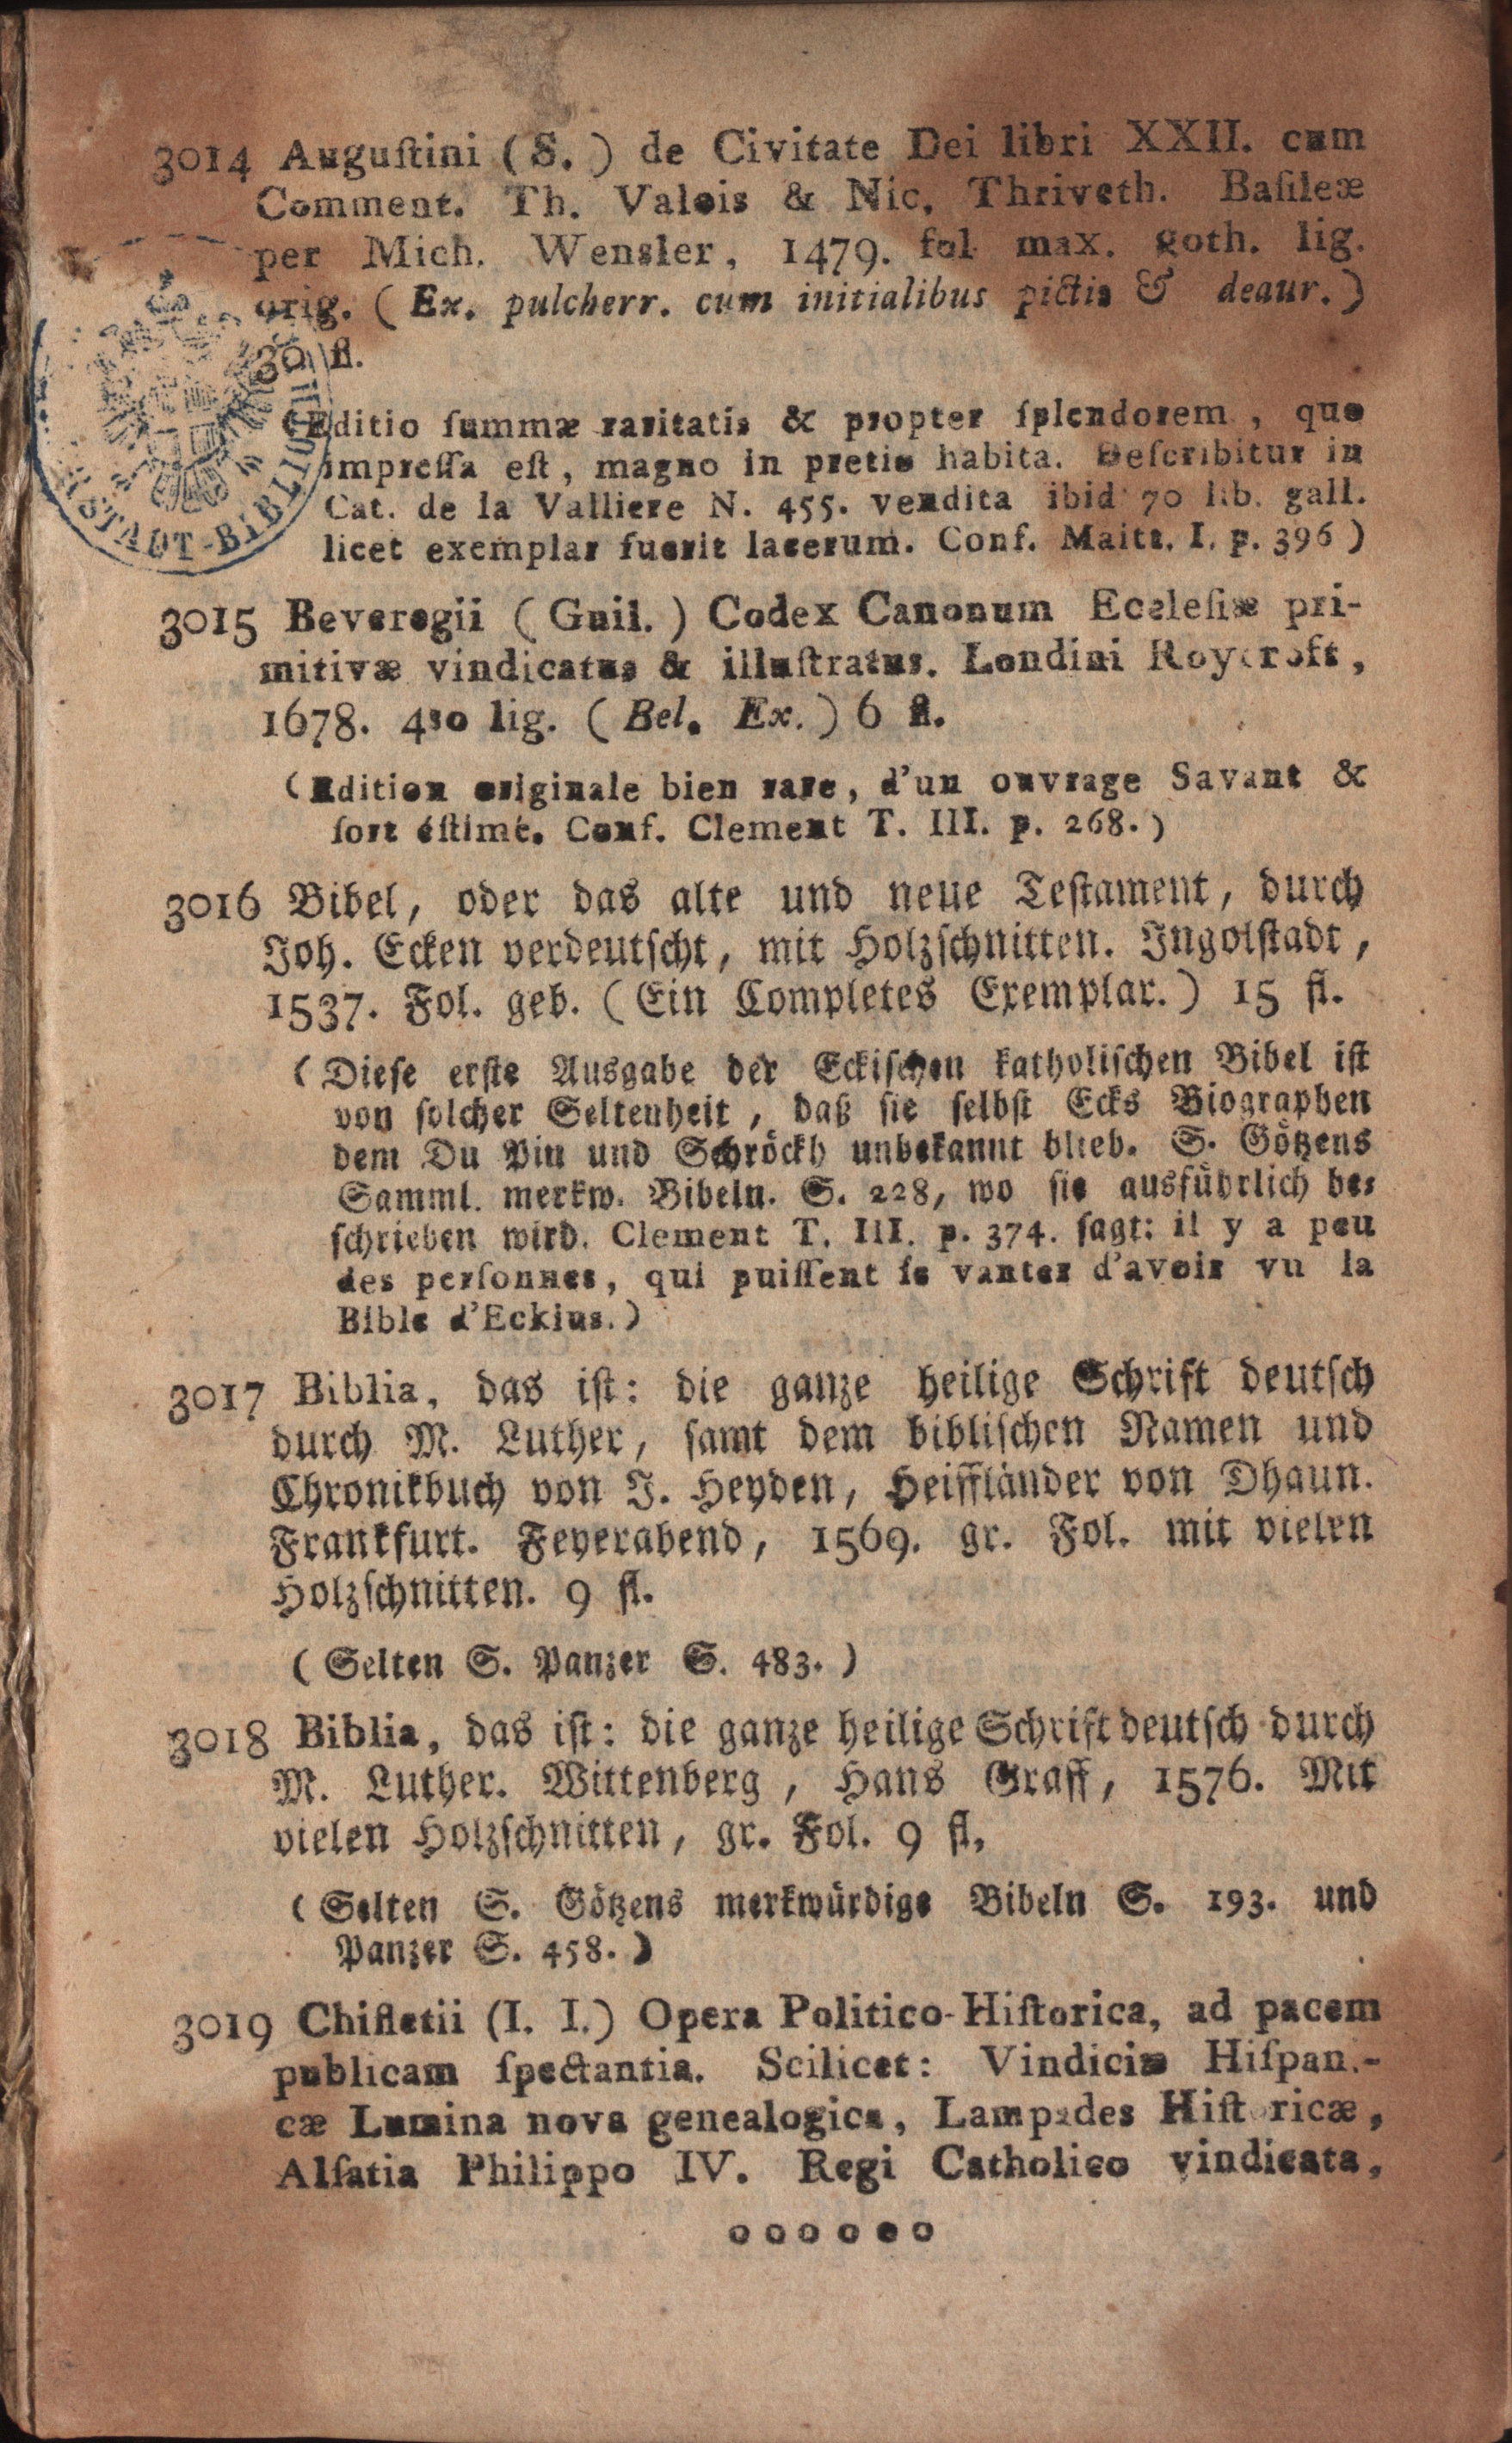 3014 Auguſtini (S.) de Civitate Dei libri XXII. cum
Comment. Th. Valois & Nic. Thriveth. Baſileæ
per Mich. Wensler, 1479. fol max. goth. lig.
orig. (Ex. pulcherr. cum initialibus pictis & deaur.)
30 fl.
(Editio ſummæ raritatis & propter ſplendorem, quo
impreſſa eſt, magno in pretio habita. Deſcribitur in
Cat. de la Valliere N. 455. vendita ibid 70 lib. gall.
licet exemplar fuerit lacerum. Conf. Maitt. I. p. 396)
STADT-BIBLIOT
3015 Beveregii (Guil.) Codex Canonum Eccleſiæ pri-
mitivæ vindicatus & illuſtratus. Londini Roycroft,
1678. 4to lig. (Bel. Ex.) 6 fl.
(Edition originale bien rare, d'un ouvrage Savant &
fort éſtimé. Conf. Clement T. III. p. 268.)
3016 Bibel, oder das alte und neue Teſtament, durch
Joh. Ecken verdeutſcht, mit Holzſchnitten. Ingolſtadt,
1537. Fol. geb. (Ein Completes Exemplar.) 15 fl.
(Dieſe erſte Ausgabe der Eckiſchen katholiſchen Bibel iſt
von ſolcher Seltenheit, daß ſie ſelbſt Ecks Biographen
dem Du Pin und Schröckh unbekannt blieb. S. Götzens
Samml. merkw. Bibeln. S. 228, wo ſie ausführlich be-
ſchrieben wird. Clement T. III. p. 374. ſagt: il y a peu
des perſonnes, qui puiſſent ſe vanter d'avoir vu la
Bible d'Eckius.)
3017 Biblia, das iſt: die ganze heilige Schrift deutſch
durch M. Luther, ſamt dem bibliſchen Namen und
Chronikbuch von J. Heyden, Heiffländer von Dhaun.
Frankfurt. Feyerabend, 1569. gr. Fol. mit vielen
Holzſchnitten. 9 fl.
(Selten S. Panzer S. 483.)
3018 Biblia, das iſt: die ganze heilige Schrift deutſch durch
M. Luther. Wittenberg, Hans Graff, 1576. Mit
vielen Holzſchnitten, gr. Fol. 9 fl.
(Selten S. Götzens merkwürdige Bibeln S. 193. und
Panzer S. 458.)
3019 Chifletii (I. I.) Opera Politico-Hiſtorica, ad pacem
publicam ſpectantia. Scilicet: Vindiciæ Hiſpan.-
cæ Lumina nova genealogica, Lampades Hiſtoricæ,
Alſatia Philippo IV. Regi Catholico vindicata,